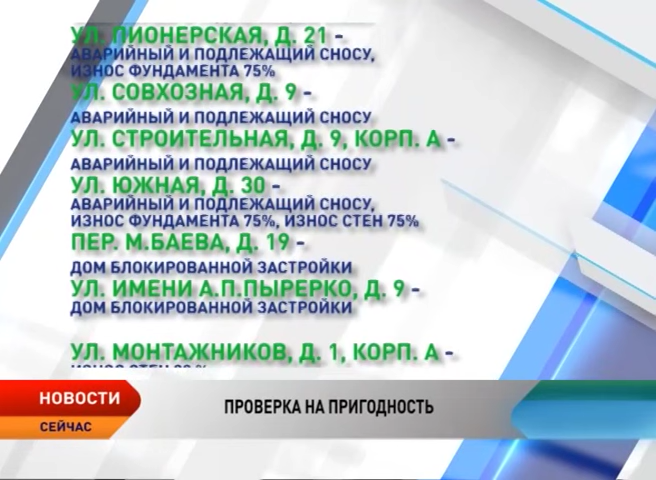 УЛ. ПИОНЕРСКАЯ, Д. 21 -
АВАРИЙНЫЙ И ПОДЛЕЖАЩИЙ СНОСУ,
ИЗНОС ФУНДАМЕНТА 75%
УЛ. СОВХОЗНАЯ, Д. 9 -
АВАРИЙНЫЙ И ПОДЛЕЖАЩИЙ СНОСУ
УЛ. СТРОИТЕЛЬНАЯ, Д. 9, КОРП. А -
АВАРИЙНЫЙ И ПОДЛЕЖАЩИЙ СНОСУ
УЛ. ЮЖНАЯ, Д. 30 -
АВАРИЙНЫЙ И ПОДЛЕЖАЩИЙ СНОСУ,
ИЗНОС ФУНДАМЕНТА 75%, ИЗНОС СТЕН 75%
ПЕР. М.БАЕВА, Д. 19 -
ДОМ БЛОКИРОВАННОЙ ЗАСТРОЙКИ
УЛ. ИМЕНИ А.П.ПЫРЕРКО, Д. 9 -
ДОМ БЛОКИРОВАННОЙ ЗАСТРОЙКИ
УЛ. МОНТАЖНИКОВ, Д. 1, КОРП. А -
ИЗНОС СТЕН
НОВОСТИ
СЕЙЧАС
ПРОВЕРКА НА ПРИГОДНОСТЬ